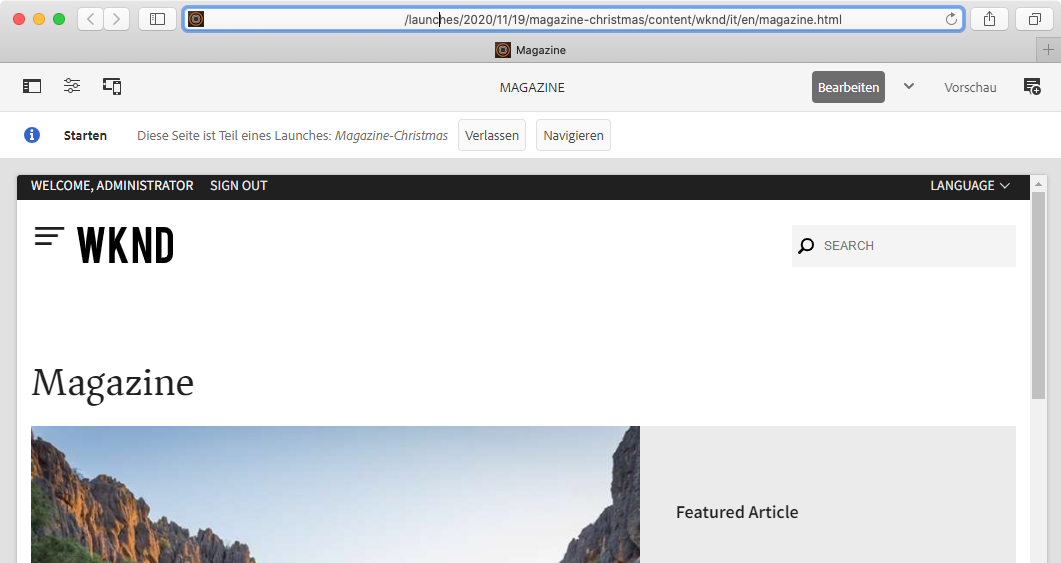 /launches/2020/11/19/magazine-christmas/content/wknd/it/en/magazine.html
Magazine
MAGAZINE
Bearbeiten
Vorschau
Starten
Diese Seite ist Teil eines Launches: Magazine-Christmas
Verlassen
Navigieren
WELCOME, ADMINISTRATOR SIGN OUT
LANGUAGE
WKND
SEARCH
Magazine
Featured Article